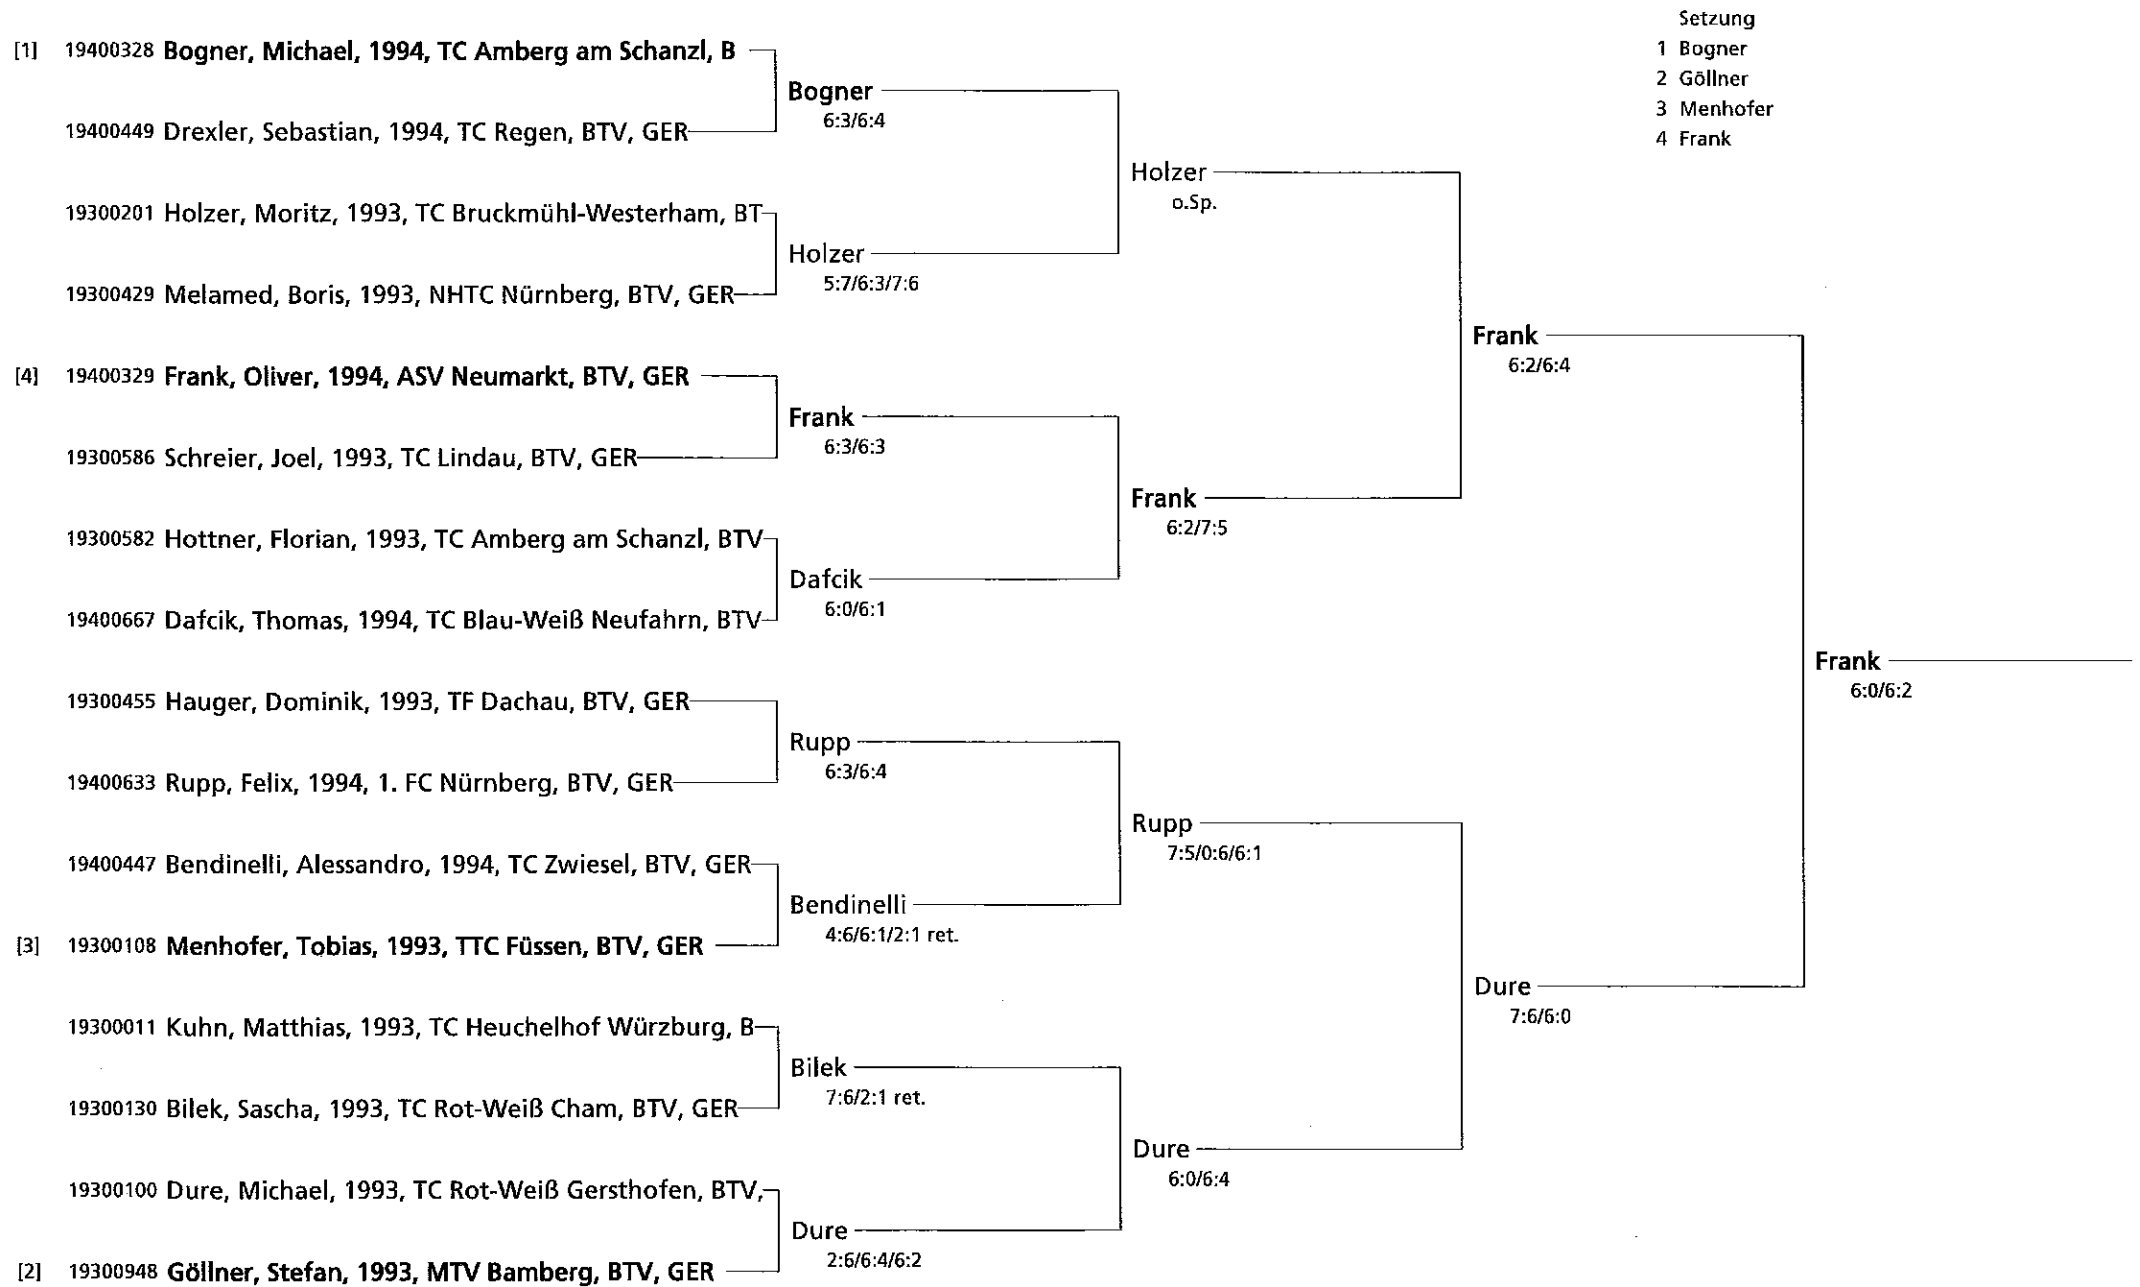 Setzung
1 Bogner
2 Göllner
3 Menhofer
4 Frank
[1] 19400328 Bogner, Michael, 1994, TC Amberg am Schanzl, B
Bogner
6:3/6:4
19400449 Drexler, Sebastian, 1994, TC Regen, BTV, GER
Holzer
o.Sp.
19300201 Holzer, Moritz, 1993, TC Bruckmühl-Westerham, BT
Holzer
5:7/6:3/7:6
19300429 Melamed, Boris, 1993, NHTC Nürnberg, BTV, GER
Frank
6:2/6:4
[4] 19400329 Frank, Oliver, 1994, ASV Neumarkt, BTV, GER
Frank
6:3/6:3
19300586 Schreier, Joel, 1993, TC Lindau, BTV, GER
Frank
6:2/7:5
19300582 Hottner, Florian, 1993, TC Amberg am Schanzl, BTV
Dafcik
6:0/6:1
19400667 Dafcik, Thomas, 1994, TC Blau-Weiß Neufahrn, BTV
Frank
6:0/6:2
19300455 Hauger, Dominik, 1993, TF Dachau, BTV, GER
Rupp
6:3/6:4
19400633 Rupp, Felix, 1994, 1. FC Nürnberg, BTV, GER
Rupp
7:5/0:6/6:1
19400447 Bendinelli, Alessandro, 1994, TC Zwiesel, BTV, GER
Bendinelli
4:6/6:1/2:1 ret.
[3] 19300108 Menhofer, Tobias, 1993, TTC Füssen, BTV, GER
Dure
7:6/6:0
19300011 Kuhn, Matthias, 1993, TC Heuchelhof Würzburg, B
Bilek
7:6/2:1 ret.
19300130 Bilek, Sascha, 1993, TC Rot-Weiß Cham, BTV, GER
Dure
6:0/6:4
19300100 Dure, Michael, 1993, TC Rot-Weiß Gersthofen, BTV,
Dure
2:6/6:4/6:2
[2] 19300948 Göllner, Stefan, 1993, MTV Bamberg, BTV, GER